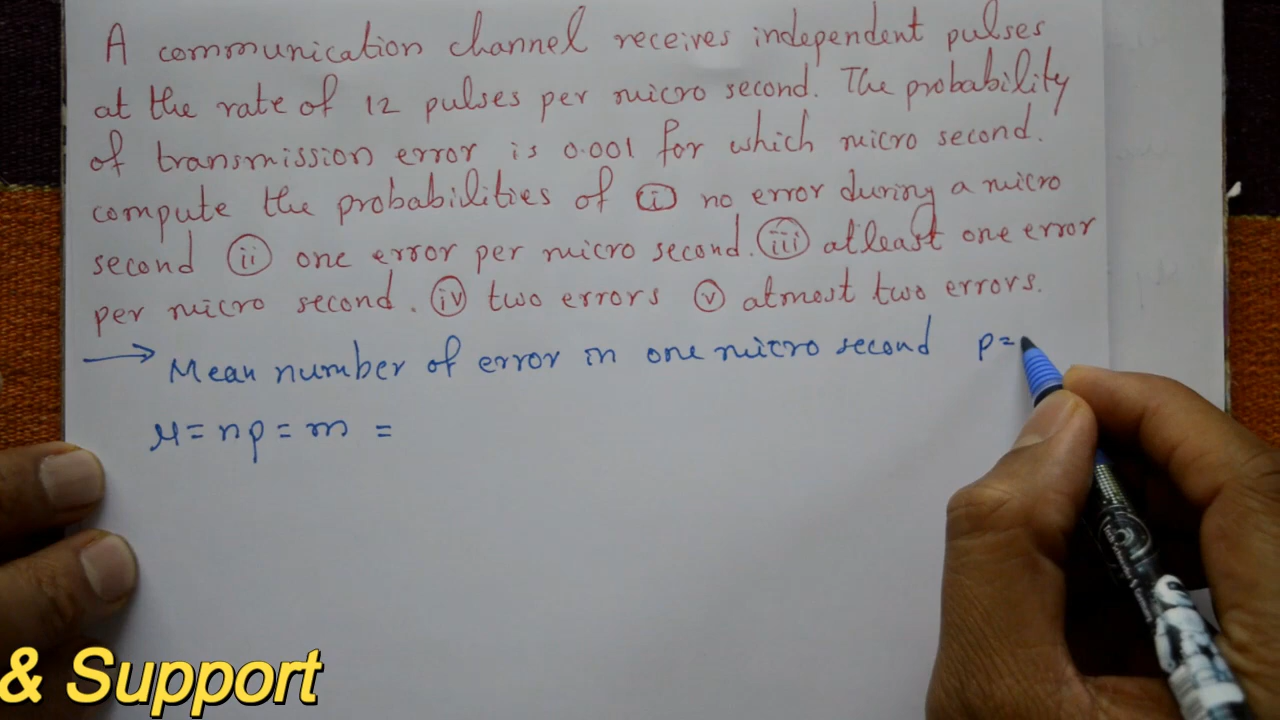 A communication channel receives independent pulses
at the rate of 12 pulses per micro second. The probability
of transmission error is 0.001 for which micro second.
compute the probabilities of (i) no error during a micro
second (ii) one error per micro second. (iii) atleast one error
per micro second. (iv) two errors (v) atmost two errors.
→ Mean number of error in one micro second p=
μ = np = m =
& Support